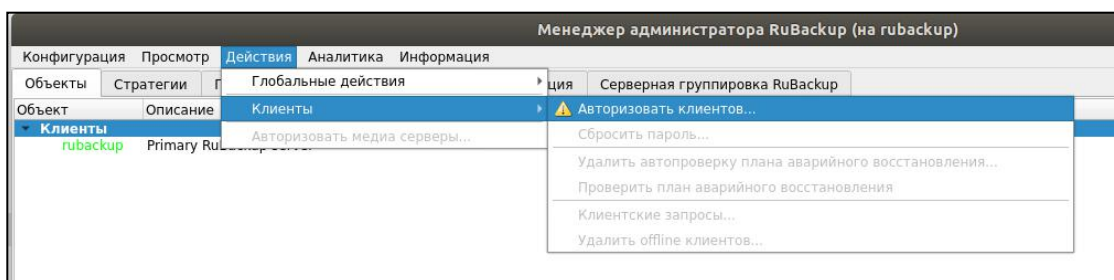 Менеджер администратора RuBackup (на rubackup)
Конфигурация Просмотр Действия Аналитика Информация
Объекты Стратегии Глобальные действия ция Серверная группировка RuBackup
Объект Описание Клиенты Авторизовать клиентов...
Клиенты Авторизовать медиа серверы... Сбросить пароль...
rubackup Primary
Удалить автопроверку плана аварийного восстановления...
Проверить план аварийного восстановления
Клиентские запросы...
Удалить offline клиентов...